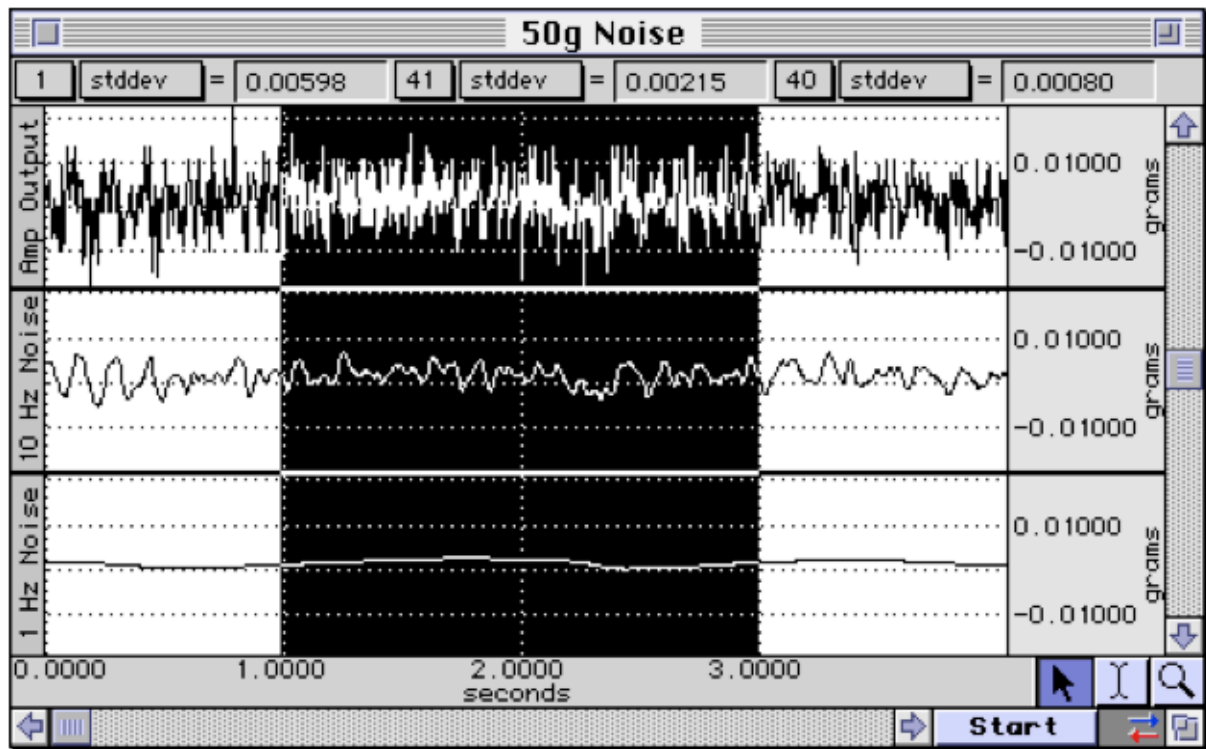 50g Noise
1 stddev = 0.00598 41 stddev = 0.00215 40 stddev = 0.00080
Amp Output
0.01000
-0.01000
grams
10 Hz Noise
0.01000
-0.01000
grams
1 Hz Noise
0.01000
-0.01000
grams
0.00000 1.0000 2.0000 3.0000
seconds
Start